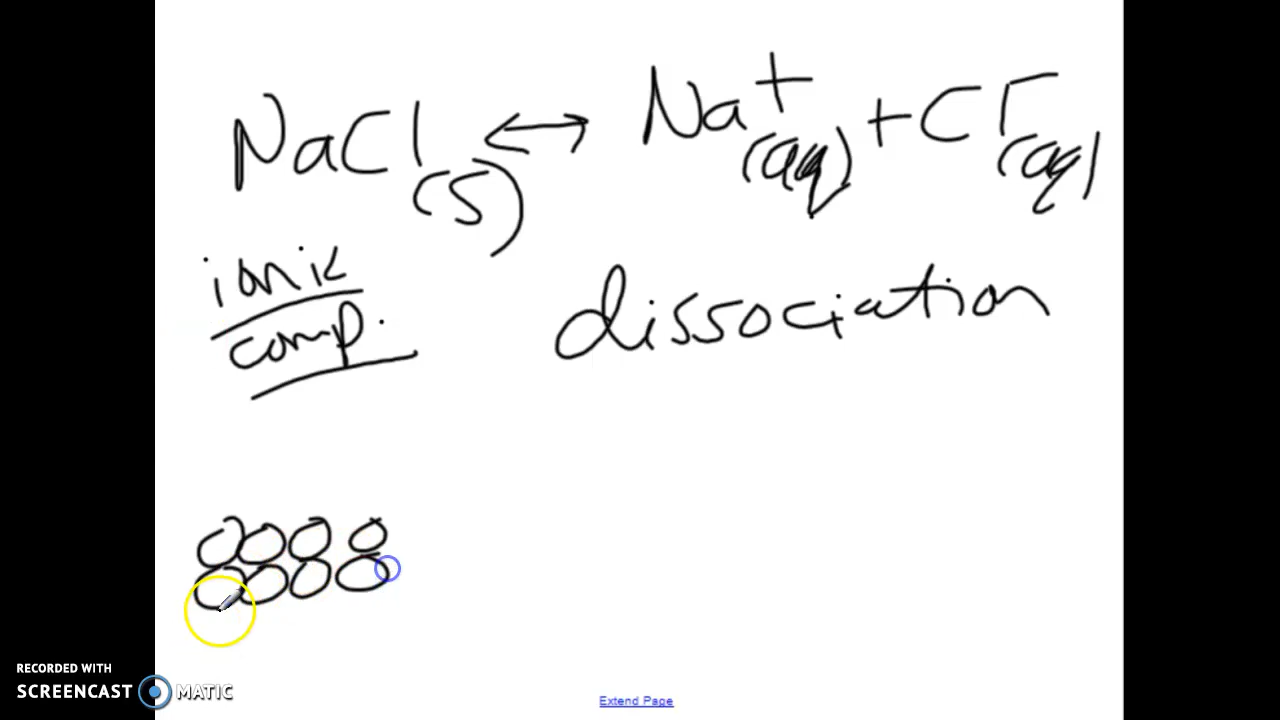 NaCl(s) ↔ Na+(aq) + Cl-(aq)
ionic
comp.
dissociation
RECORDED WITH
SCREENCAST MATIC
Extend Page